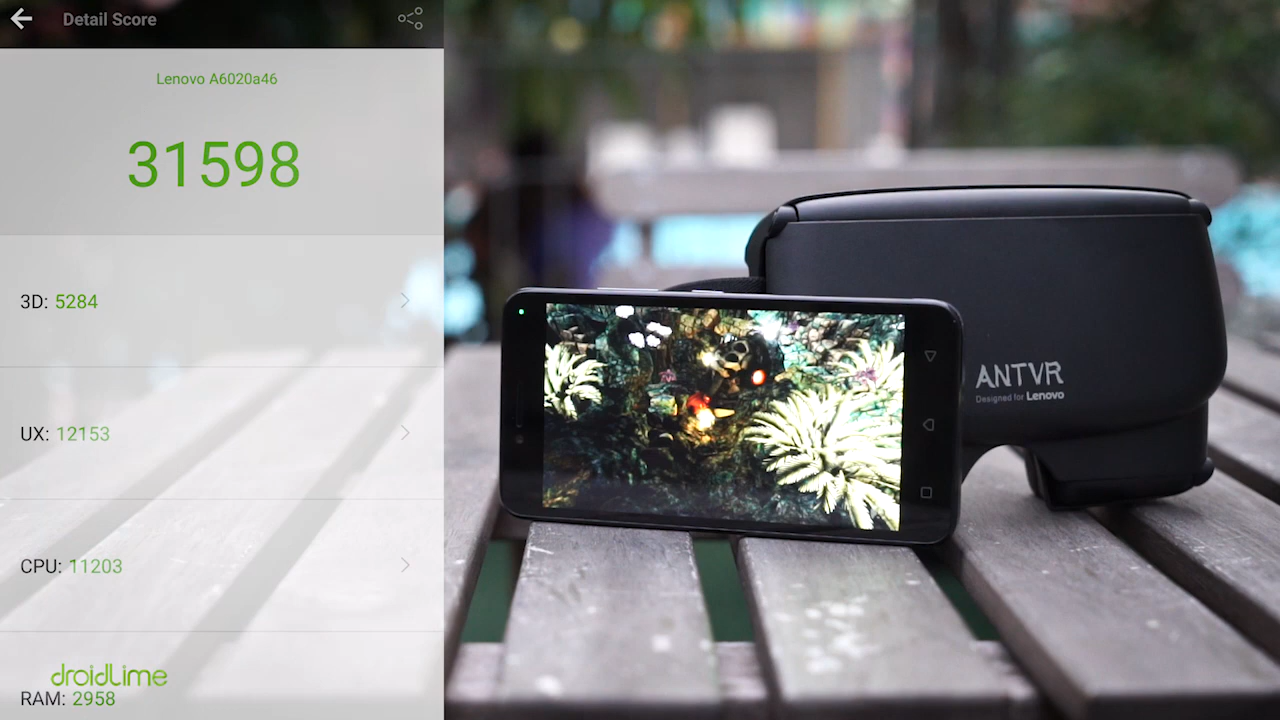 Detail Score
Lenovo A6020a46
31598
3D: 5284
UX: 12153
CPU: 11203
droidLime
RAM: 2958
ANTVR
Designed for Lenovo